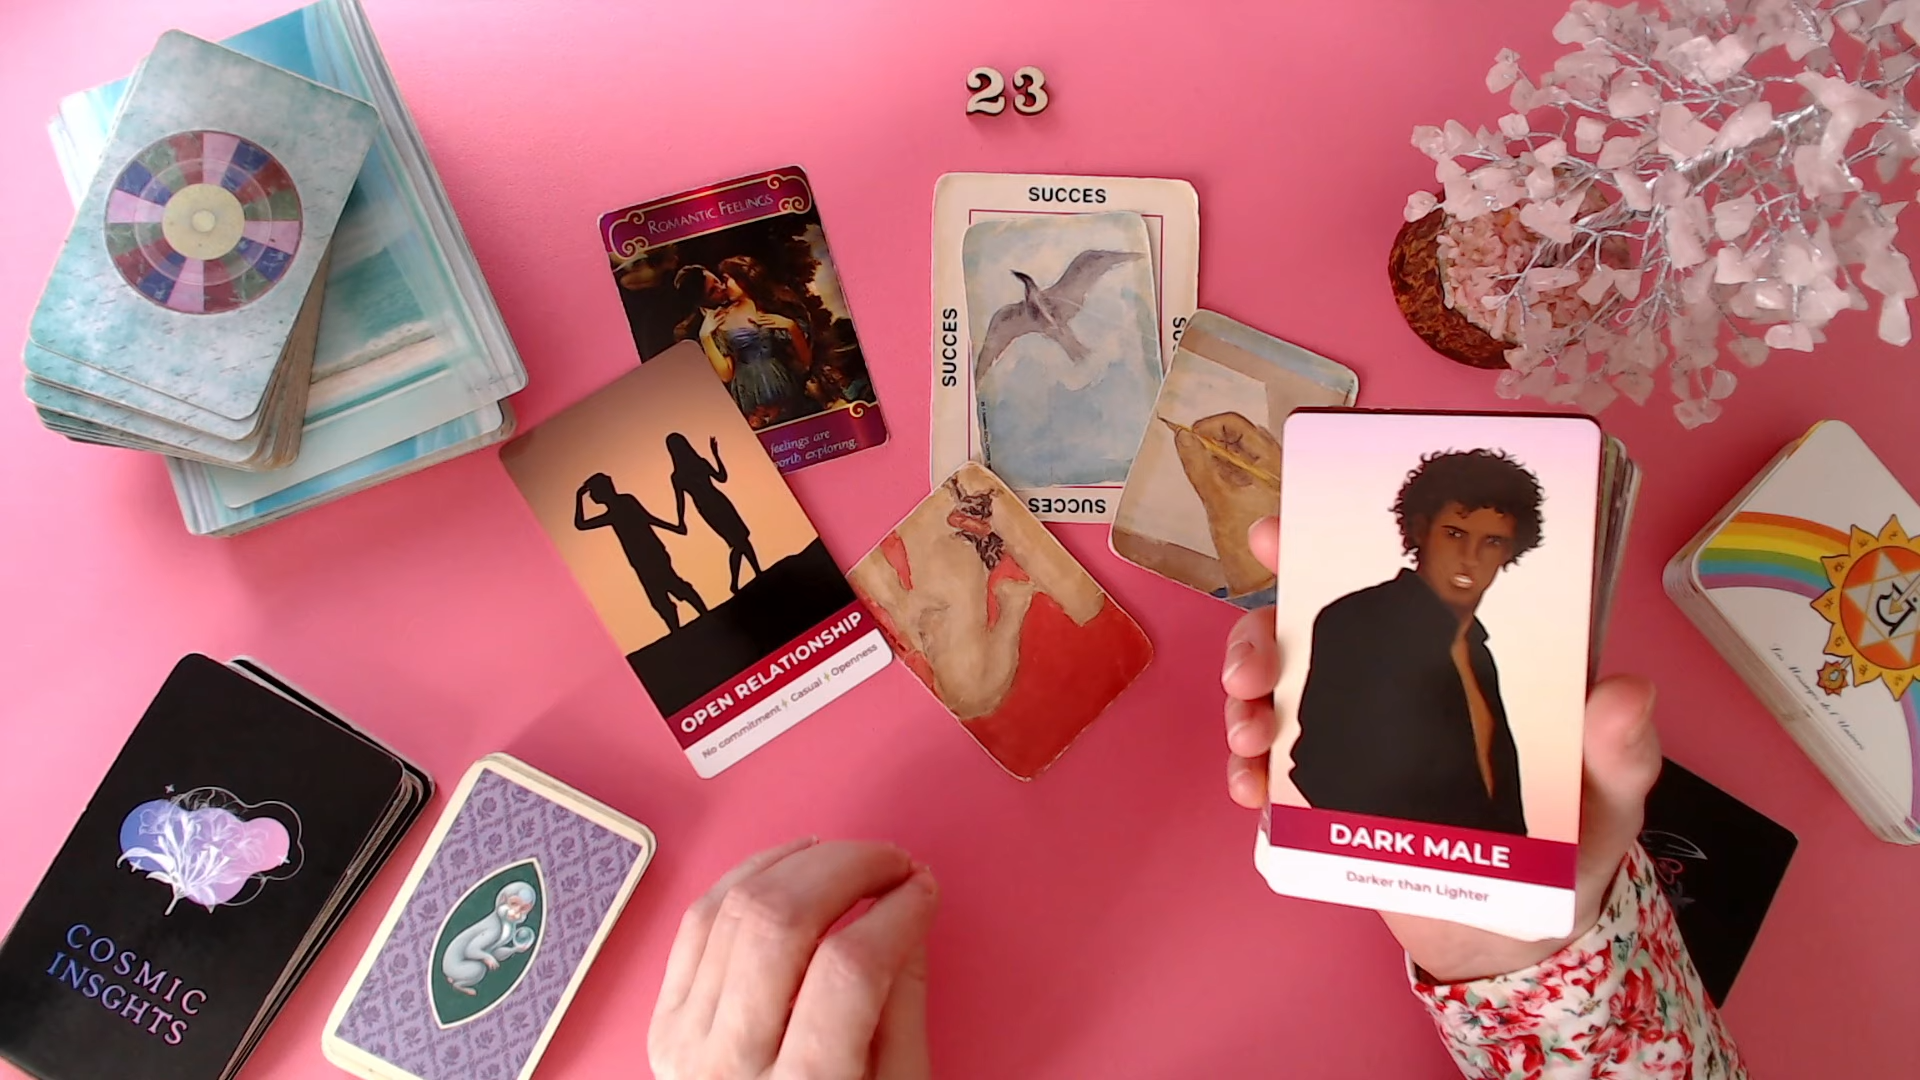 23
ROMANTIC FEELINGS
feelings are
worth exploring.
SUCCES
SUCCES
SUCCES
OPEN RELATIONSHIP
No commitment Casual Openness
DARK MALE
Darker than Lighter
COSMIC
INSGHTS